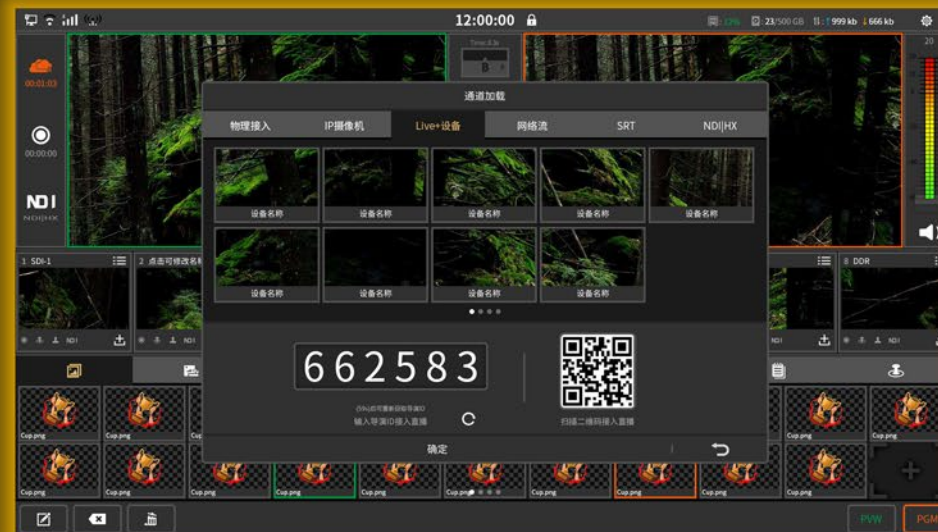 12:00:00
12%
23/500 GB
999 kb
666 kb
20
00:01:03
00:00:00
NDI
NDI|HX
B
通道加载
物理接入
IP摄像机
Live+设备
网络流
SRT
NDI|HX
设备名称
设备名称
设备名称
设备名称
设备名称
设备名称
设备名称
设备名称
设备名称
1 SDI-1
2 点击可修改名称
8 DDR
NDI
NDI
NDI
NDI
662583
输入导演ID接入直播
扫描二维码接入直播
确定
Cup.png
Cup.png
Cup.png
Cup.png
Cup.png
Cup.png
Cup.png
Cup.png
Cup.png
Cup.png
Cup.png
Cup.png
Cup.png
Cup.png
PVW
PGM